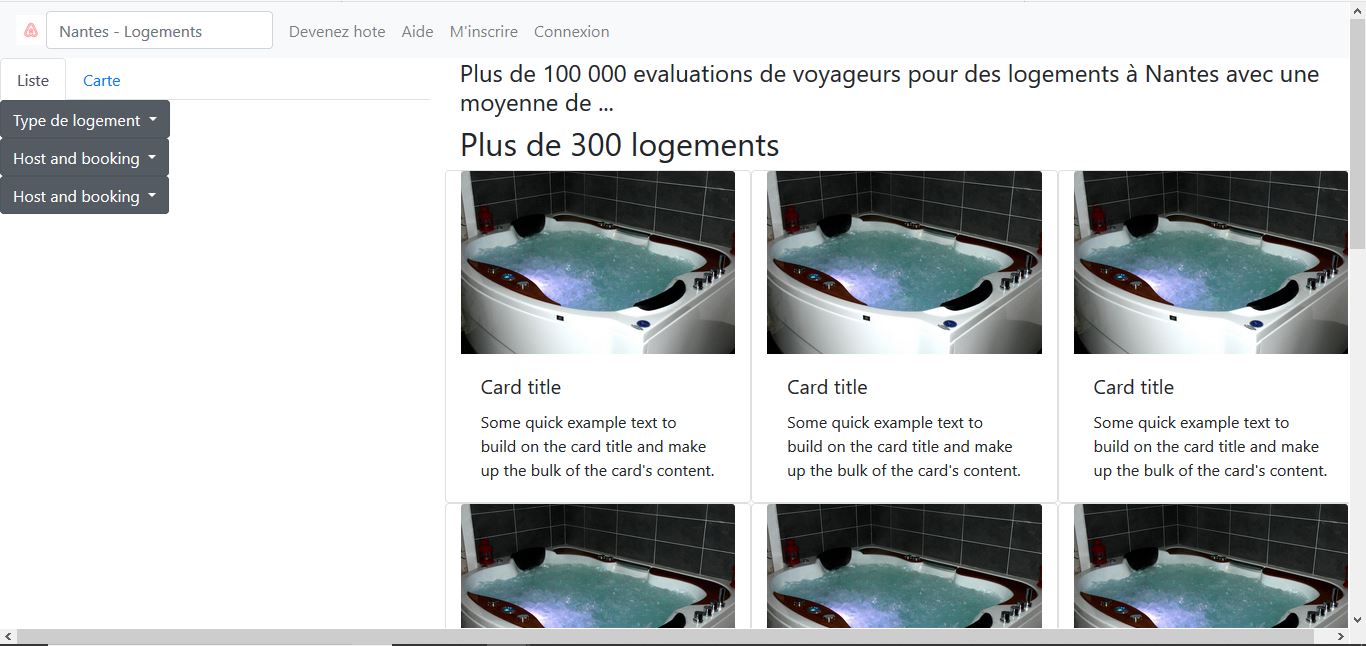 Nantes - Logements Devenez hote Aide M'inscrire Connexion
Liste Carte
Type de logement
Host and booking
Host and booking
Plus de 100 000 evaluations de voyageurs pour des logements à Nantes avec une
moyenne de ...
Plus de 300 logements
Card title
Some quick example text to
build on the card title and make
up the bulk of the card's content.
Card title
Some quick example text to
build on the card title and make
up the bulk of the card's content.
Card title
Some quick example text to
build on the card title and make
up the bulk of the card's content.